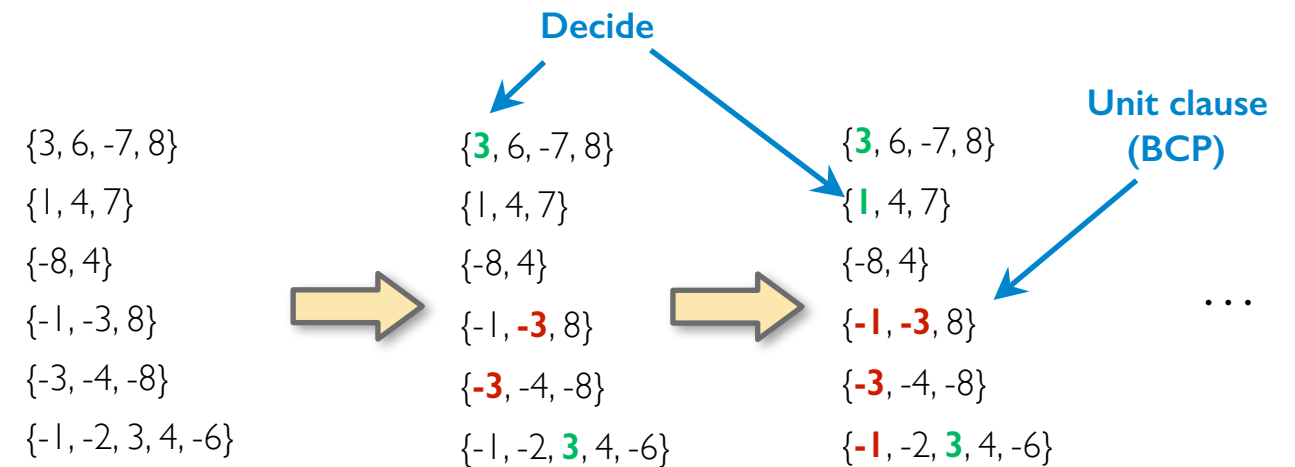 Decide
Unit clause
(BCP)
{3, 6, -7, 8}
{1, 4, 7}
{-8, 4}
{-1, -3, 8}
{-3, -4, -8}
{-1, -2, 3, 4, -6}
{3, 6, -7, 8}
{1, 4, 7}
{-8, 4}
{-1, -3, 8}
{-3, -4, -8}
{-1, -2, 3, 4, -6}
{3, 6, -7, 8}
{1, 4, 7}
{-8, 4}
{-1, -3, 8}
{-3, -4, -8}
{-1, -2, 3, 4, -6}
...